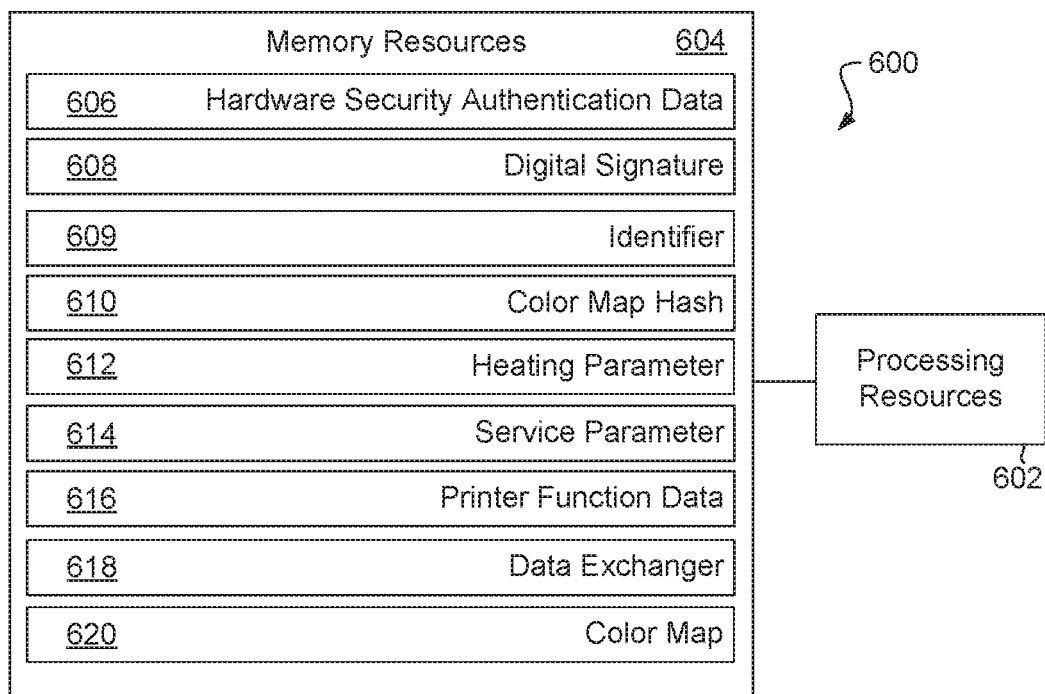 Memory Resources 604
600
606 Hardware Security Authentication Data
608 Digital Signature
609 Identifier
610 Color Map Hash
612 Heating Parameter
614 Service Parameter
616 Printer Function Data
618 Data Exchanger
620 Color Map
Processing
Resources
602